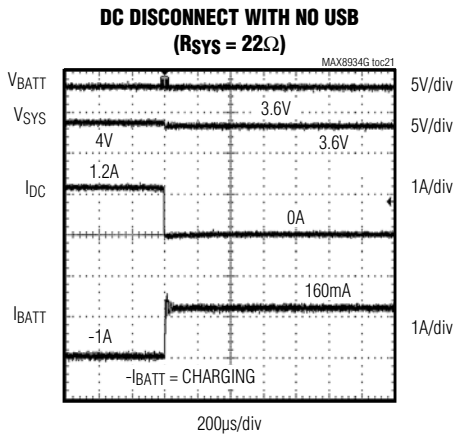 DC DISCONNECT WITH NO USB
(RSYS = 22Ω)
MAX8934G toc21
VBATT
5V/div
3.6V
VSYS
5V/div
4V
3.6V
1.2A
IDC
1A/div
0A
160mA
IBATT
1A/div
-1A
-IBATT = CHARGING
200µs/div